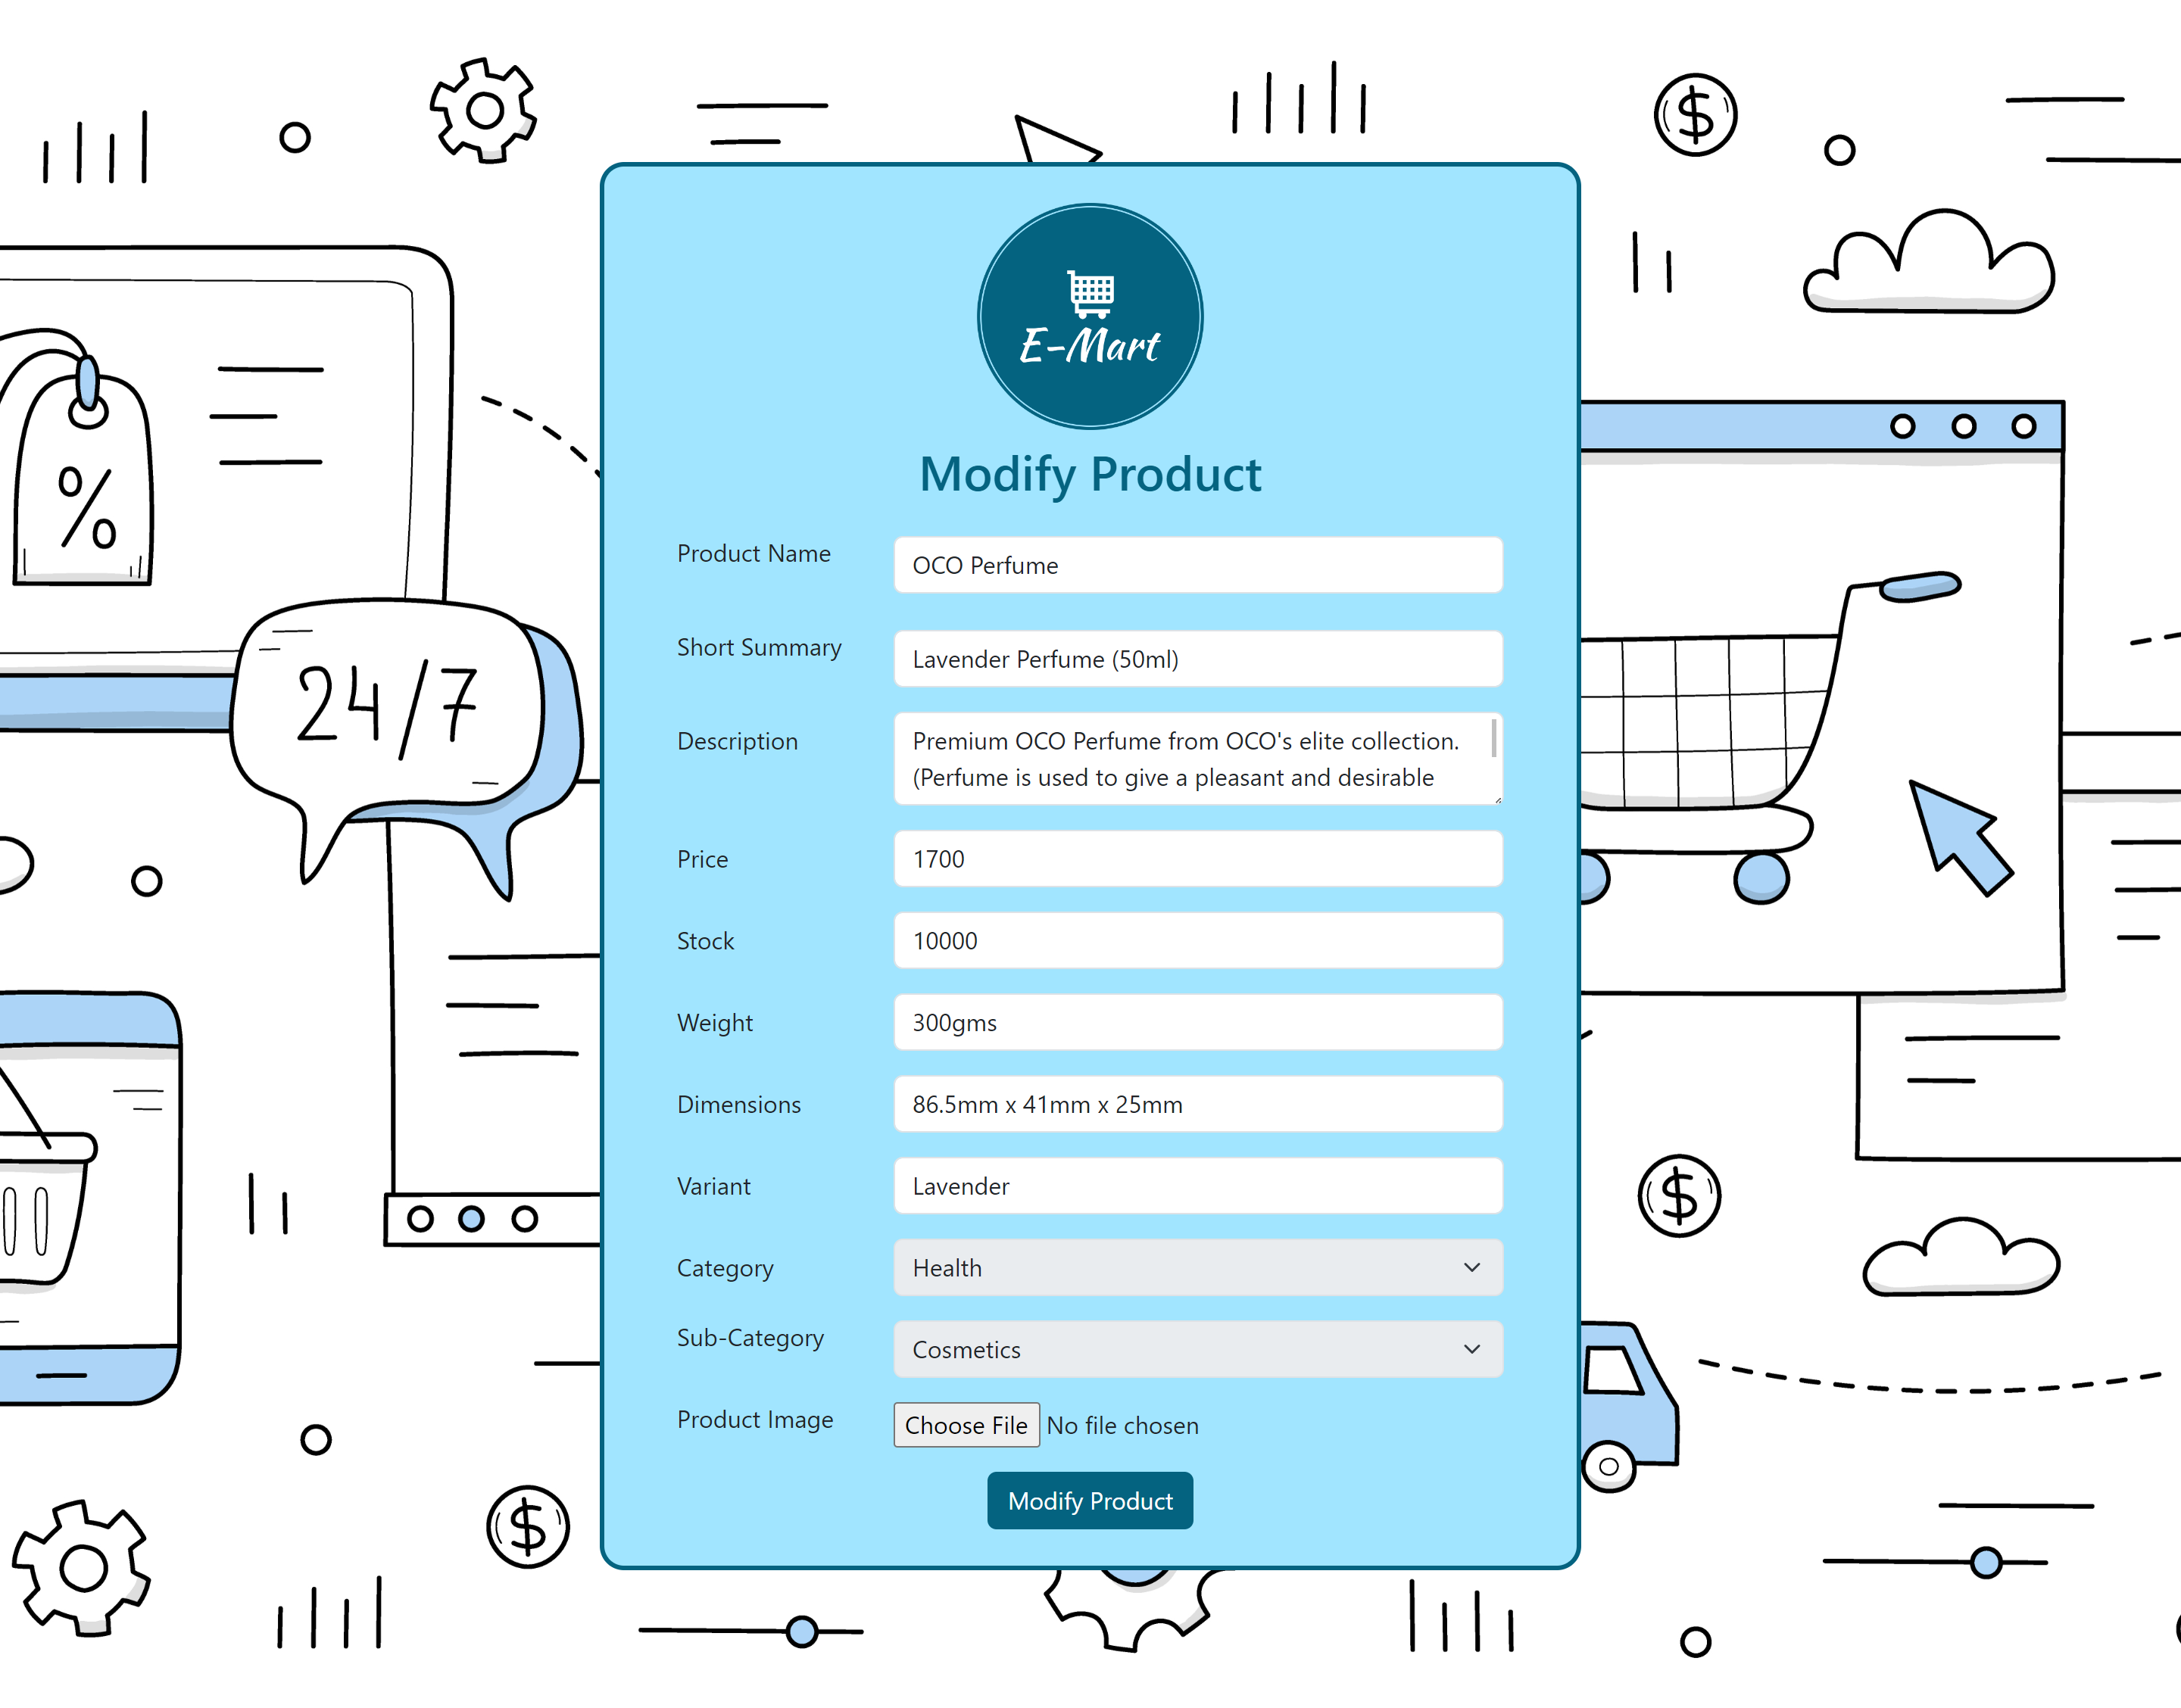 E-Mart
Modify Product
Product Name
OCO Perfume
Short Summary
Lavender Perfume (50ml)
Description
Premium OCO Perfume from OCO's elite collection.
(Perfume is used to give a pleasant and desirable
Price
1700
Stock
10000
Weight
300gms
Dimensions
86.5mm x 41mm x 25mm
Variant
Lavender
Category
Health
Sub-Category
Cosmetics
Product Image
Choose File No file chosen
Modify Product
%
24/7
$
$
$